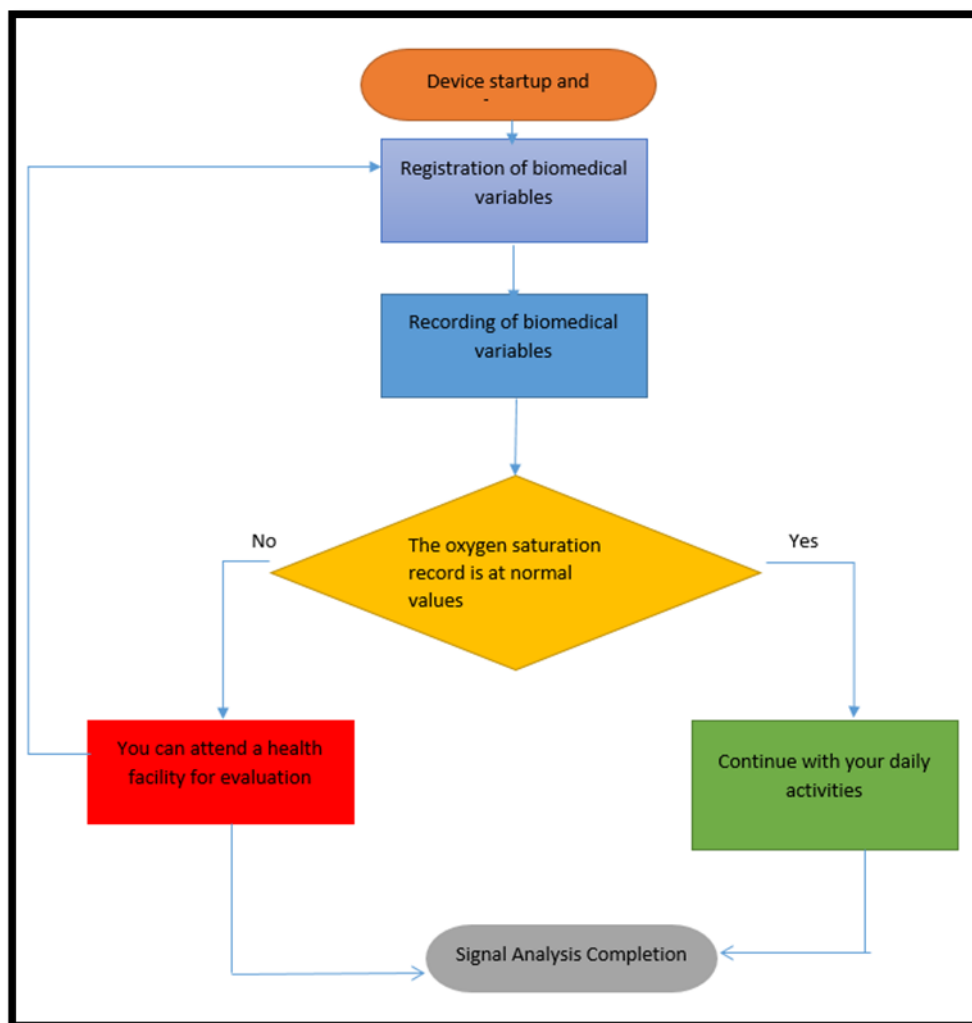 Device startup and
Registration of biomedical
variables
Recording of biomedical
variables
The oxygen saturation
record is at normal
values
No
Yes
You can attend a health
facility for evaluation
Continue with your daily
activities
Signal Analysis Completion